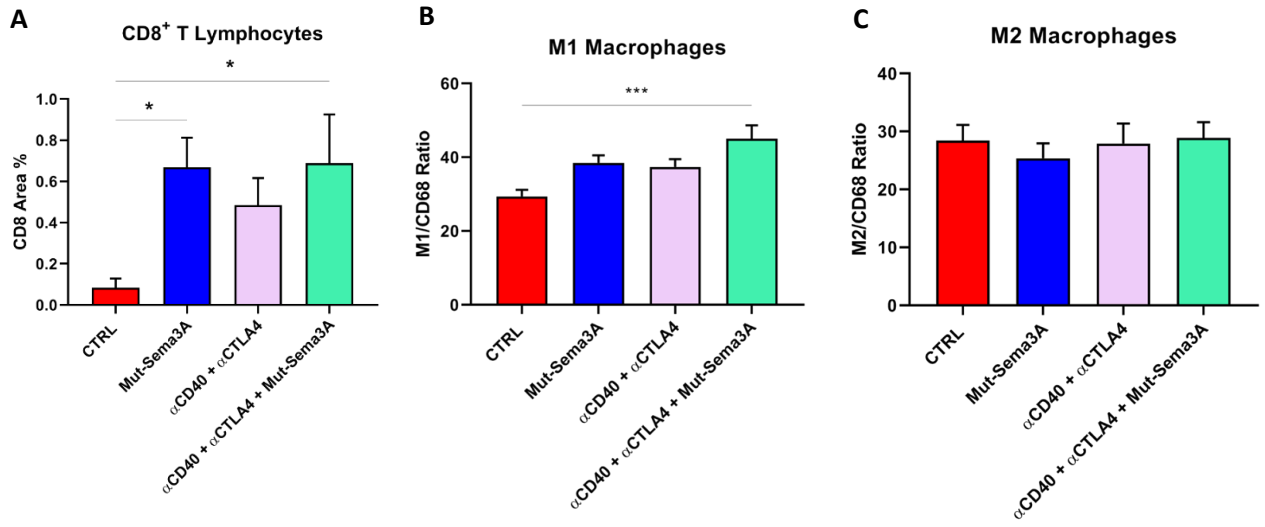 A
CD8⁺ T Lymphocytes
CD8 Area %
1.0
0.8
0.6
0.4
0.2
0.0
*
*
CTRL
Mut-Sema3A
αCD40 + αCTLA4
αCD40 + αCTLA4 + Mut-Sema3A
B
M1 Macrophages
M1/CD68 Ratio
60
40
20
0
***
CTRL
Mut-Sema3A
αCD40 + αCTLA4
αCD40 + αCTLA4 + Mut-Sema3A
C
M2 Macrophages
M2/CD68 Ratio
40
30
20
10
0
CTRL
Mut-Sema3A
αCD40 + αCTLA4
αCD40 + αCTLA4 + Mut-Sema3A